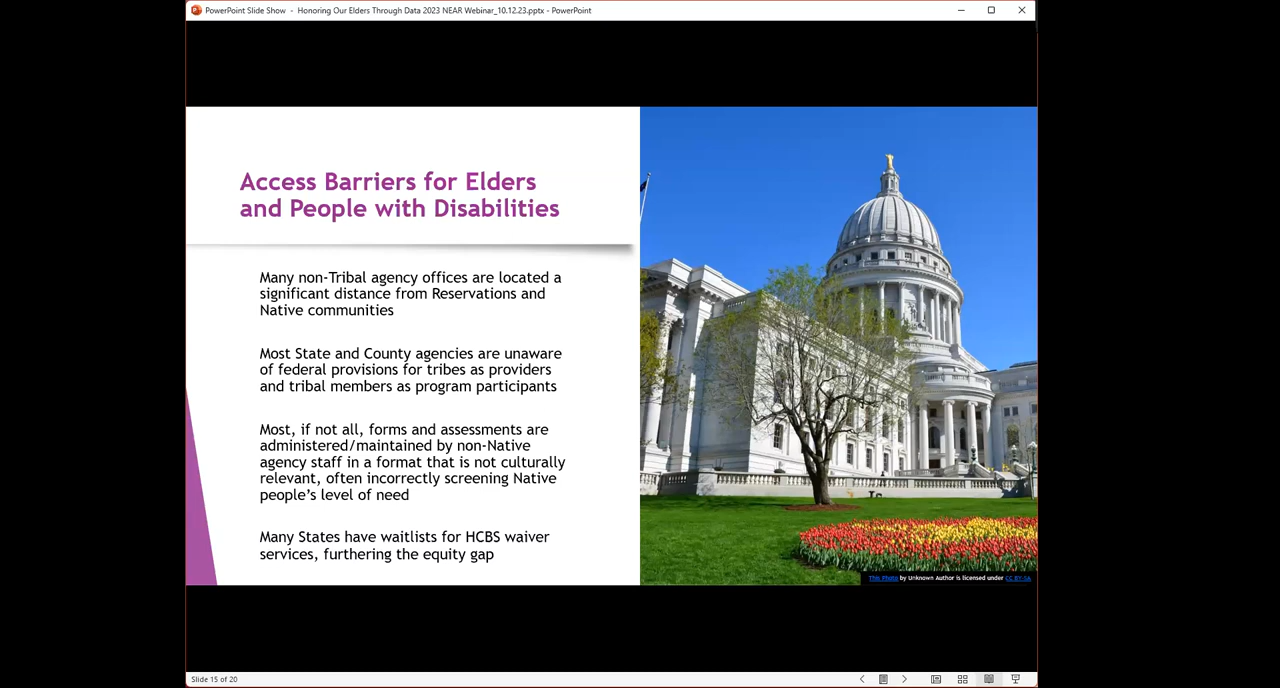 PowerPoint Slide Show - Honoring Our Elders Through Data 2023 NEAR Webinar_10.12.23.pptx - PowerPoint
Access Barriers for Elders
and People with Disabilities
Many non-Tribal agency offices are located a
significant distance from Reservations and
Native communities
Most State and County agencies are unaware
of federal provisions for tribes as providers
and tribal members as program participants
Most, if not all, forms and assessments are
administered/maintained by non-Native
agency staff in a format that is not culturally
relevant, often incorrectly screening Native
people’s level of need
Many States have waitlists for HCBS waiver
services, furthering the equity gap
This Photo by Unknown Author is licensed under CC BY-SA
Slide 15 of 20